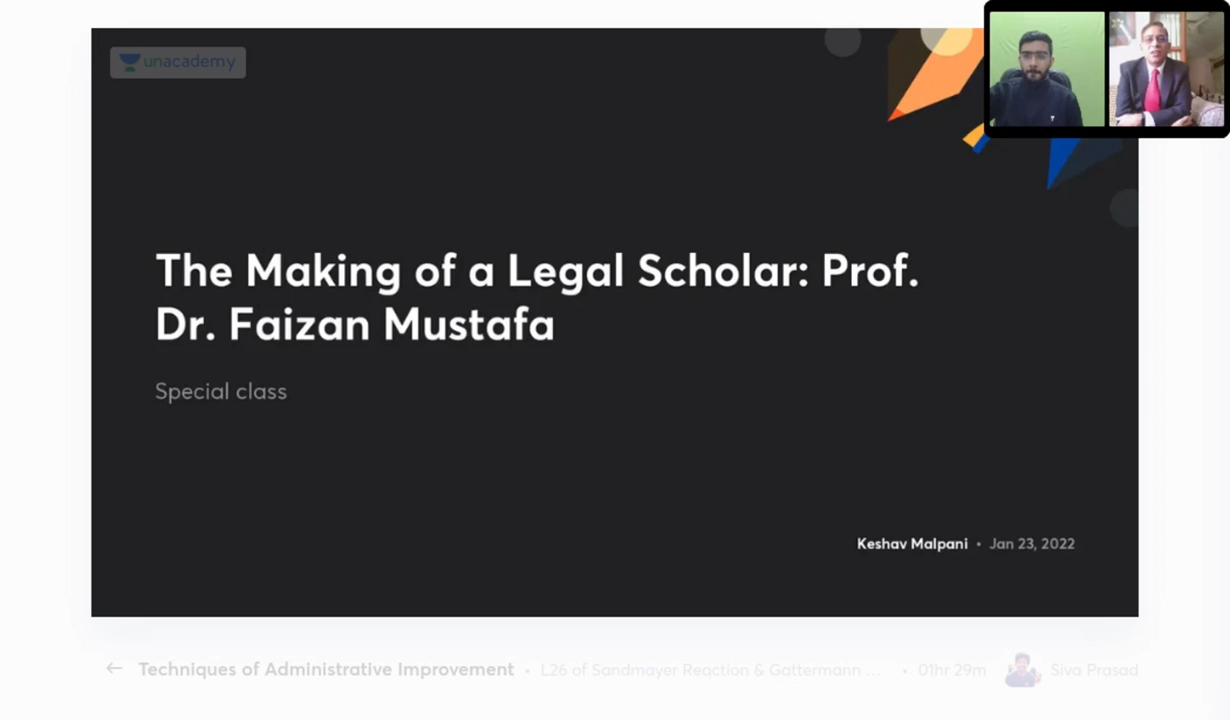 unacademy
The Making of a Legal Scholar: Prof.
Dr. Faizan Mustafa
Special class
Keshav Malpani • Jan 23, 2022
← Techniques of Administrative Improvement • L26 of Sandmayer Reaction & Gattermann ... • 01hr 29m Siva Prasad